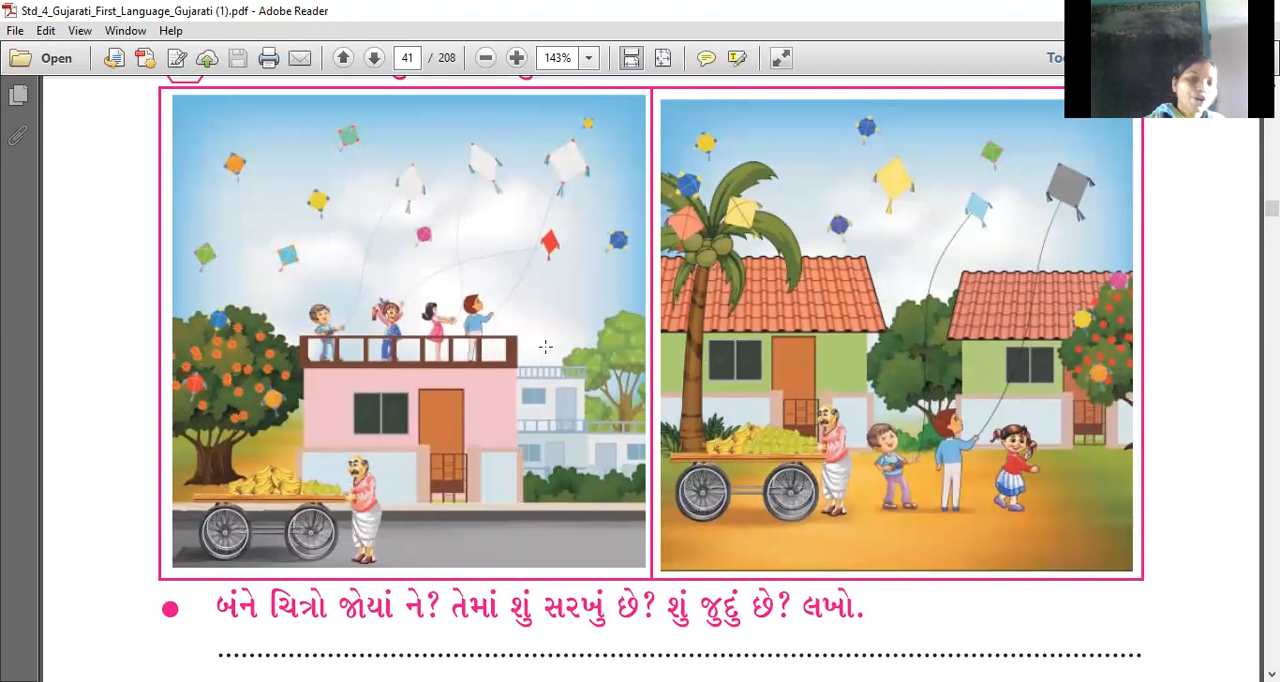 Std_4_Gujarati_First_Language_Gujarati (1).pdf - Adobe Reader
File Edit View Window Help
Open 41 / 208 143%
બંને ચિત્રો જોયાં ને? તેમાં શું સરખું છે? શું જુદું છે? લખો.